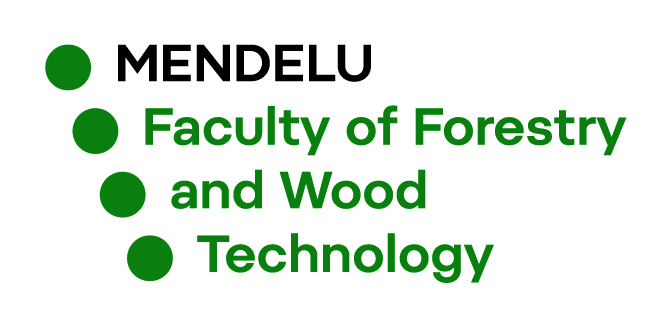 MENDELU
Faculty of Forestry
and Wood
Technology